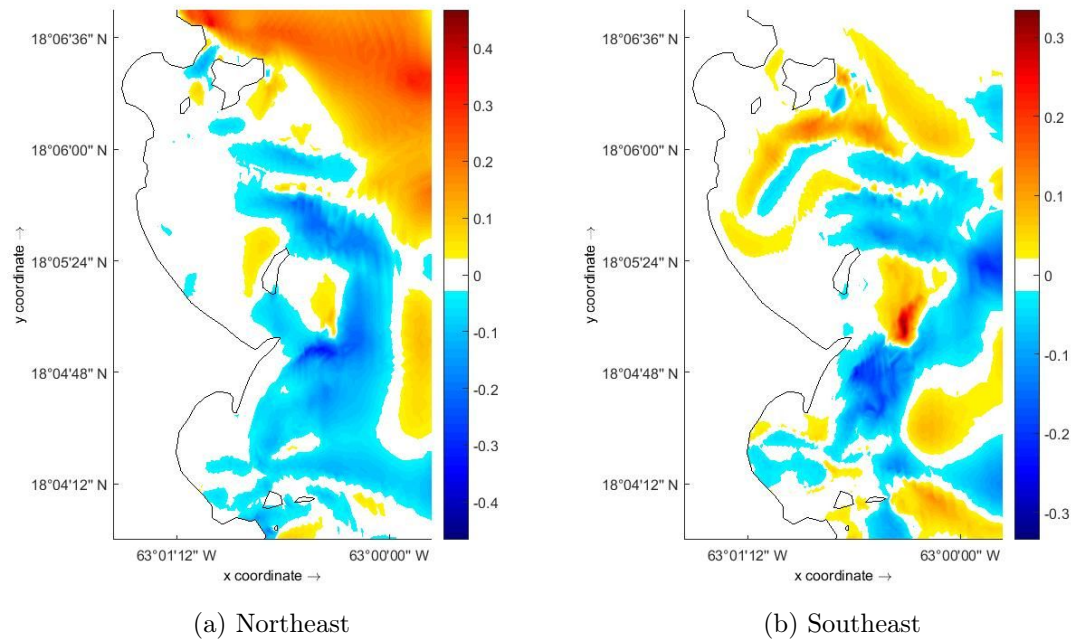 18°06'36" N
18°06'00" N
18°05'24" N
18°04'48" N
18°04'12" N
y coordinate →
63°01'12" W
63°00'00" W
x coordinate →
0.4
0.3
0.2
0.1
0
-0.1
-0.2
-0.3
-0.4
(a) Northeast
18°06'36" N
18°06'00" N
18°05'24" N
18°04'48" N
18°04'12" N
y coordinate →
63°01'12" W
63°00'00" W
x coordinate →
0.3
0.2
0.1
0
-0.1
-0.2
-0.3
(b) Southeast